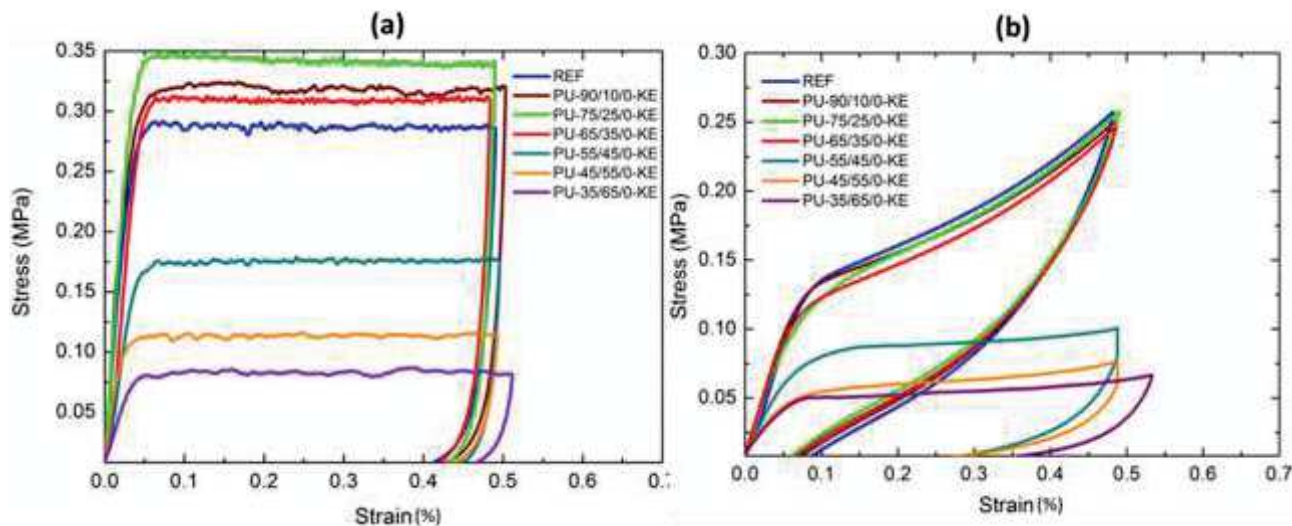 (a)
0.35
0.30
0.25
0.20
0.15
0.10
0.05
Stress (MPa)
REF
PU-90/10/0-KE
PU-75/25/0-KE
PU-65/35/0-KE
PU-55/45/0-KE
PU-45/55/0-KE
PU-35/65/0-KE
0.0 0.1 0.2 0.3 0.4 0.5 0.6 0.7
Strain(%)
(b)
0.30
0.25
0.20
0.15
0.10
0.05
Stress (MPa)
REF
PU-90/10/0-KE
PU-75/25/0-KE
PU-65/35/0-KE
PU-55/45/0-KE
PU-45/55/0-KE
PU-35/65/0-KE
0.0 0.1 0.2 0.3 0.4 0.5 0.6 0.7
Strain(%)